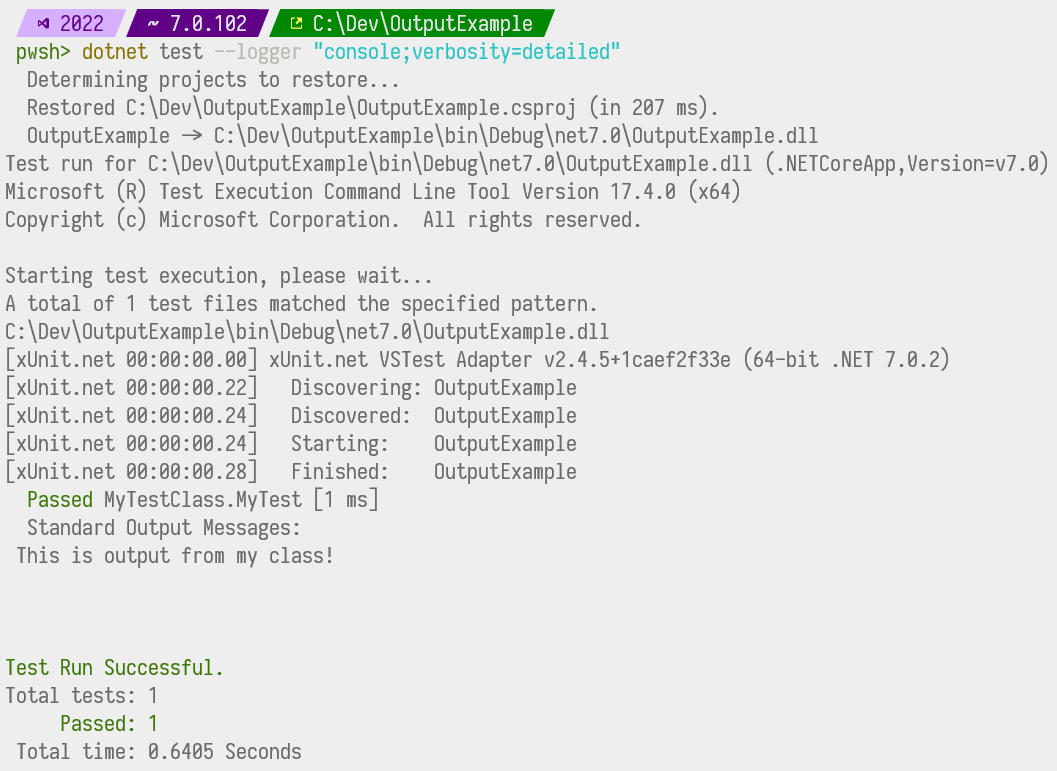 2022 7.0.102 C:\Dev\OutputExample
pwsh> dotnet test --logger "console;verbosity=detailed"
Determining projects to restore...
Restored C:\Dev\OutputExample\OutputExample.csproj (in 207 ms).
OutputExample -> C:\Dev\OutputExample\bin\Debug\net7.0\OutputExample.dll
Test run for C:\Dev\OutputExample\bin\Debug\net7.0\OutputExample.dll (.NETCoreApp,Version=v7.0)
Microsoft (R) Test Execution Command Line Tool Version 17.4.0 (x64)
Copyright (c) Microsoft Corporation.  All rights reserved.
Starting test execution, please wait...
A total of 1 test files matched the specified pattern.
C:\Dev\OutputExample\bin\Debug\net7.0\OutputExample.dll
[xUnit.net 00:00:00.00] xUnit.net VSTest Adapter v2.4.5+1caef2f33e (64-bit .NET 7.0.2)
[xUnit.net 00:00:00.22]   Discovering: OutputExample
[xUnit.net 00:00:00.24]   Discovered:  OutputExample
[xUnit.net 00:00:00.24]   Starting:    OutputExample
[xUnit.net 00:00:00.28]   Finished:    OutputExample
Passed MyTestClass.MyTest [1 ms]
Standard Output Messages:
This is output from my class!
Test Run Successful.
Total tests: 1
Passed: 1
Total time: 0.6405 Seconds